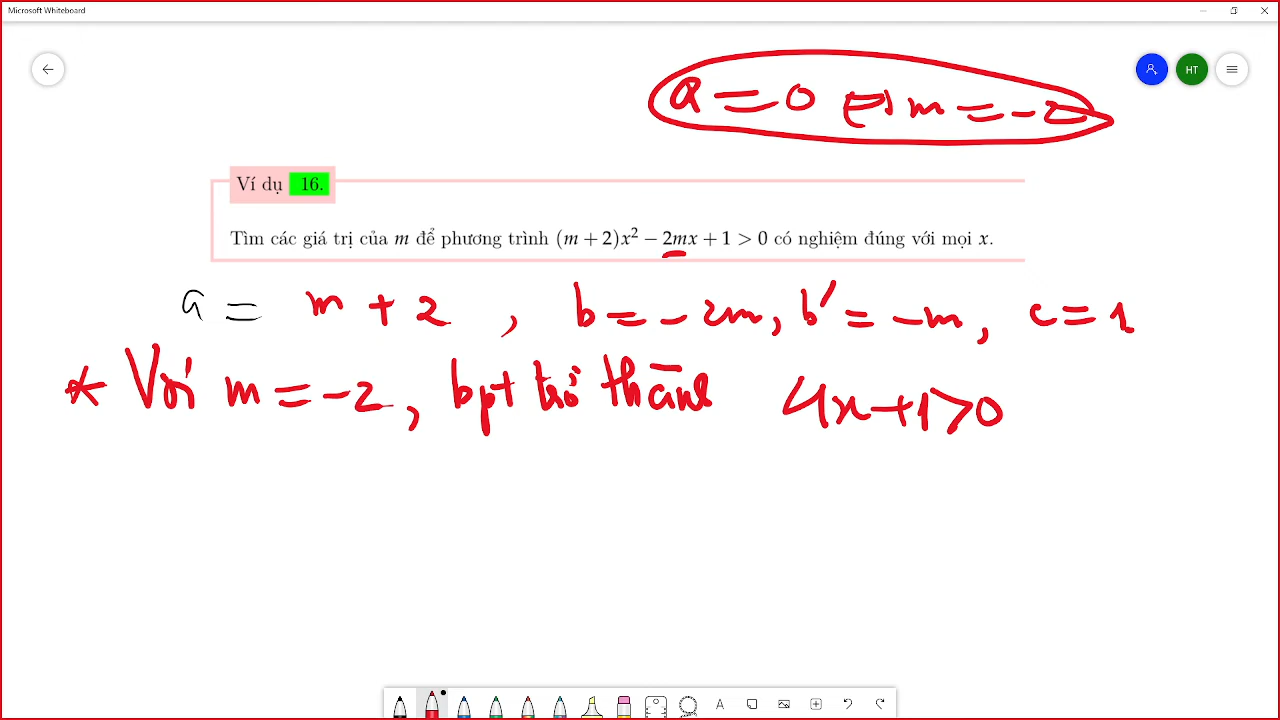 Microsoft Whiteboard
HT
a = 0 ⇔ m = -2
Ví dụ 16.
Tìm các giá trị của m để phương trình (m + 2)x² − 2mx + 1 > 0 có nghiệm đúng với mọi x.
a = m + 2 , b = - 2m, b' = -m, c = 1
* Với m = -2, bpt trở thành 4x + 1 > 0
A